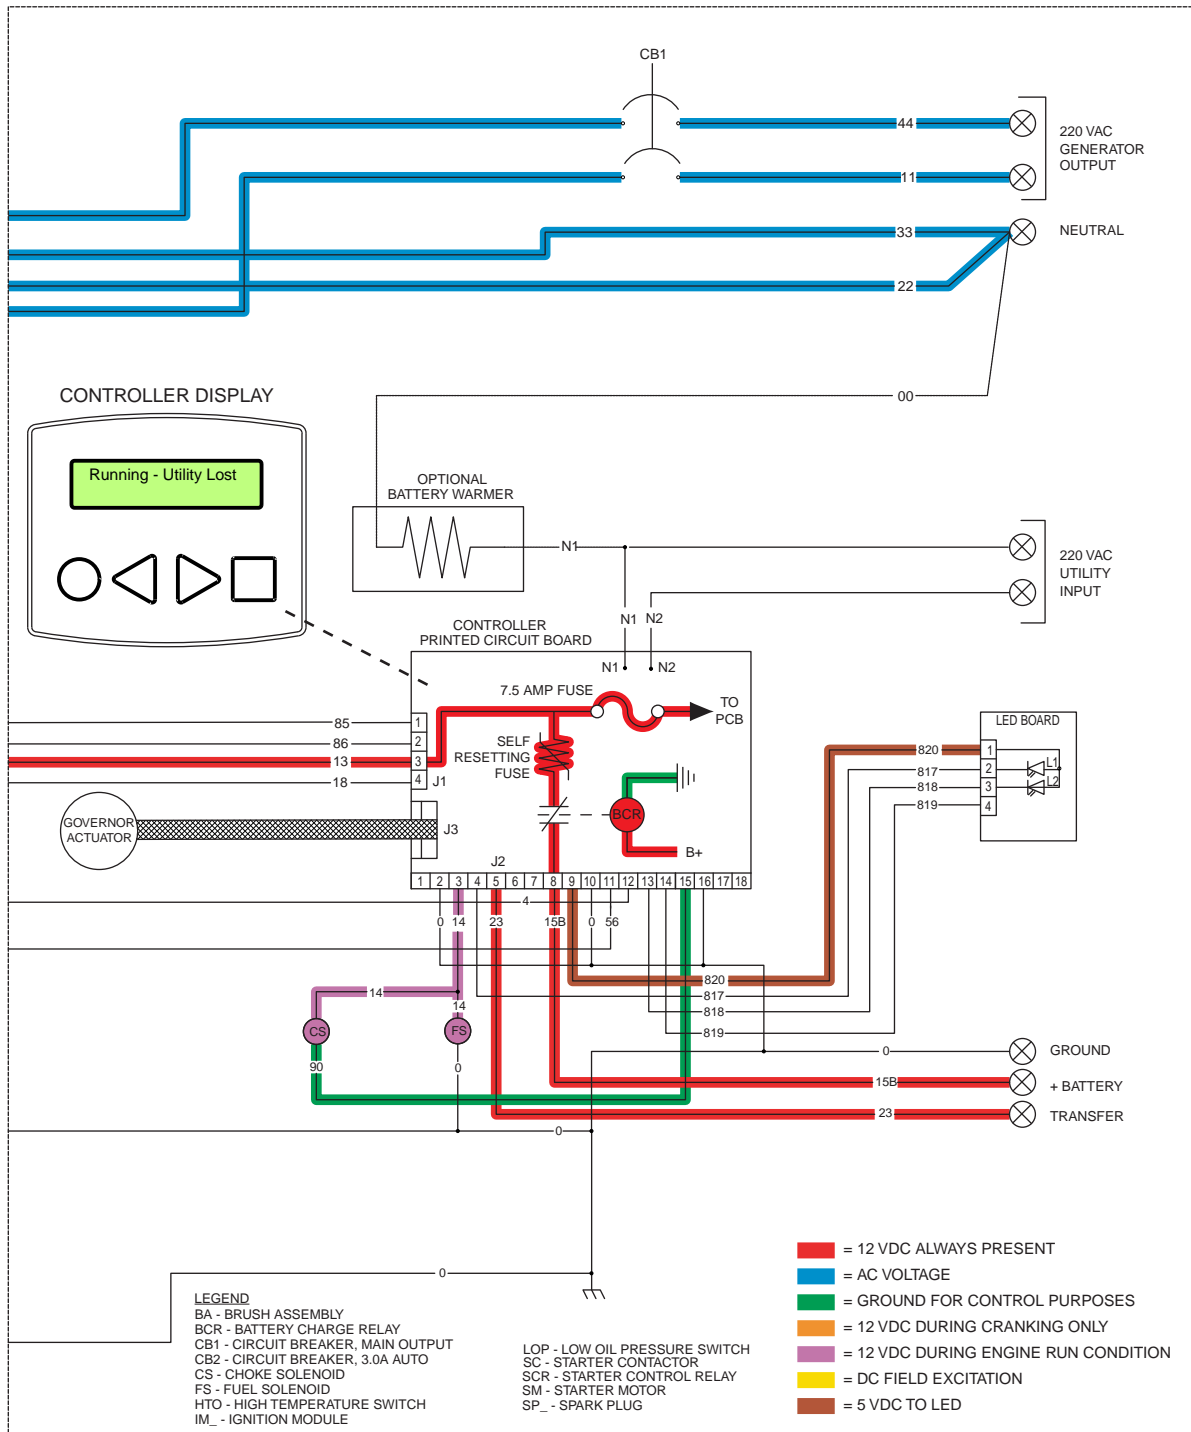 CB1
44
220 VAC
GENERATOR
OUTPUT
11
33
NEUTRAL
22
CONTROLLER DISPLAY
00
Running - Utility Lost
OPTIONAL
BATTERY WARMER
N1
220 VAC
UTILITY
INPUT
N1 N2
CONTROLLER
PRINTED CIRCUIT BOARD
N1 N2
7.5 AMP FUSE
TO
PCB
85
86
13
18
1
2
3
4
J1
SELF
RESETTING
FUSE
LED BOARD
820
817
818
819
1
2
3
4
L1
L2
GOVERNOR
ACTUATOR
J3
BCR
B+
J2
1 2 3 4 5 6 7 8 9 10 11 12 13 14 15 16 17 18
4
0 14 23 15B 0 56
820
817
818
819
14
14
CS
FS
90
0
0
GROUND
15B
+ BATTERY
23
TRANSFER
0
0
LEGEND
BA - BRUSH ASSEMBLY
BCR - BATTERY CHARGE RELAY
CB1 - CIRCUIT BREAKER, MAIN OUTPUT
CB2 - CIRCUIT BREAKER, 3.0A AUTO
CS - CHOKE SOLENOID
FS - FUEL SOLENOID
HTO - HIGH TEMPERATURE SWITCH
IM_ - IGNITION MODULE
LOP - LOW OIL PRESSURE SWITCH
SC - STARTER CONTACTOR
SCR - STARTER CONTROL RELAY
SM - STARTER MOTOR
SP_ - SPARK PLUG
= 12 VDC ALWAYS PRESENT
= AC VOLTAGE
= GROUND FOR CONTROL PURPOSES
= 12 VDC DURING CRANKING ONLY
= 12 VDC DURING ENGINE RUN CONDITION
= DC FIELD EXCITATION
= 5 VDC TO LED